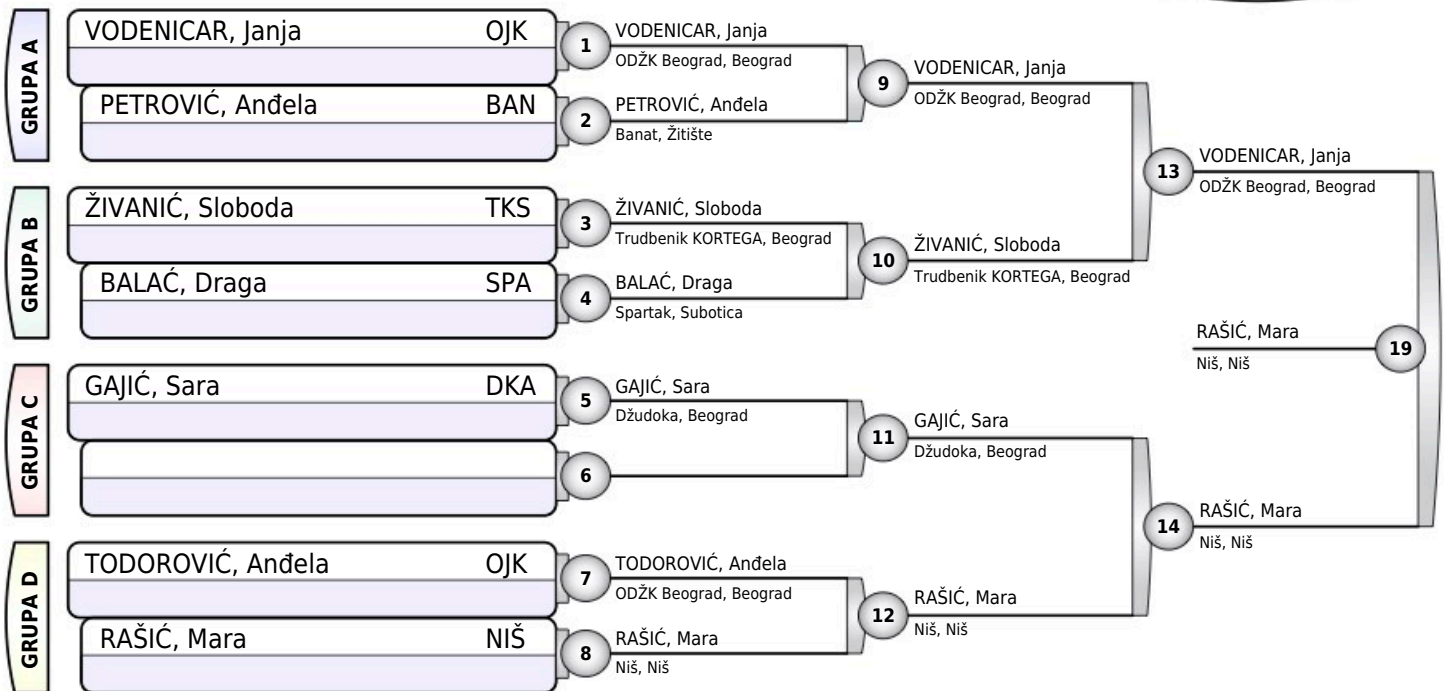 GRUPA A
VODENICAR, Janja OJK
PETROVIĆ, Anđela BAN
1
VODENICAR, Janja
ODŽK Beograd, Beograd
2
PETROVIĆ, Anđela
Banat, Žitište
9
VODENICAR, Janja
ODŽK Beograd, Beograd
GRUPA B
ŽIVANIĆ, Sloboda TKS
BALAĆ, Draga SPA
3
ŽIVANIĆ, Sloboda
Trudbenik KORTEGA, Beograd
4
BALAĆ, Draga
Spartak, Subotica
10
ŽIVANIĆ, Sloboda
Trudbenik KORTEGA, Beograd
13
VODENICAR, Janja
ODŽK Beograd, Beograd
GRUPA C
GAJIĆ, Sara DKA
5
GAJIĆ, Sara
Džudoka, Beograd
6
11
GAJIĆ, Sara
Džudoka, Beograd
GRUPA D
TODOROVIĆ, Anđela OJK
RAŠIĆ, Mara NIŠ
7
TODOROVIĆ, Anđela
ODŽK Beograd, Beograd
8
RAŠIĆ, Mara
Niš, Niš
12
RAŠIĆ, Mara
Niš, Niš
14
RAŠIĆ, Mara
Niš, Niš
RAŠIĆ, Mara
Niš, Niš
19